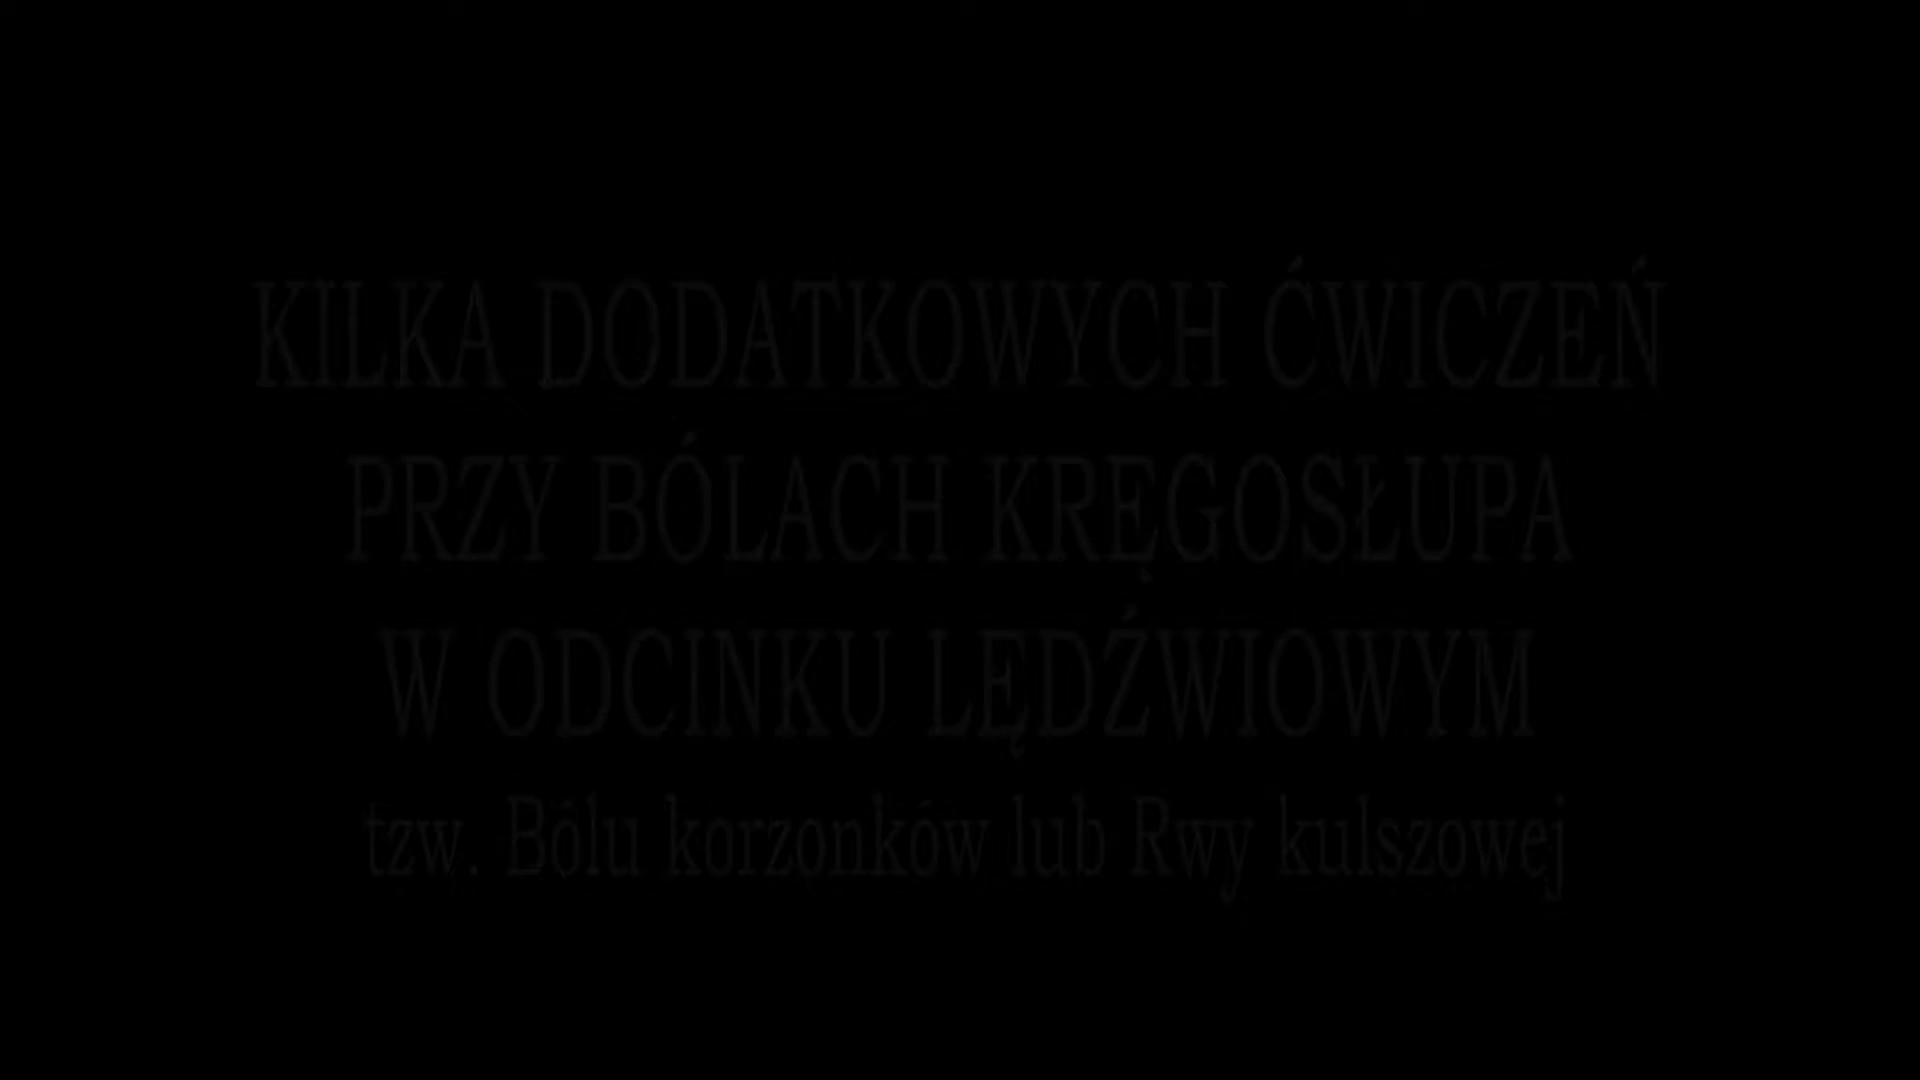 KILKA DODATKOWYCH ĆWICZEŃ
PRZY BÓLACH KRĘGOSŁUPA
W ODCINKU LĘDŹWIOWYM
tzw. Bólu korzonków lub Rwy kulszowej